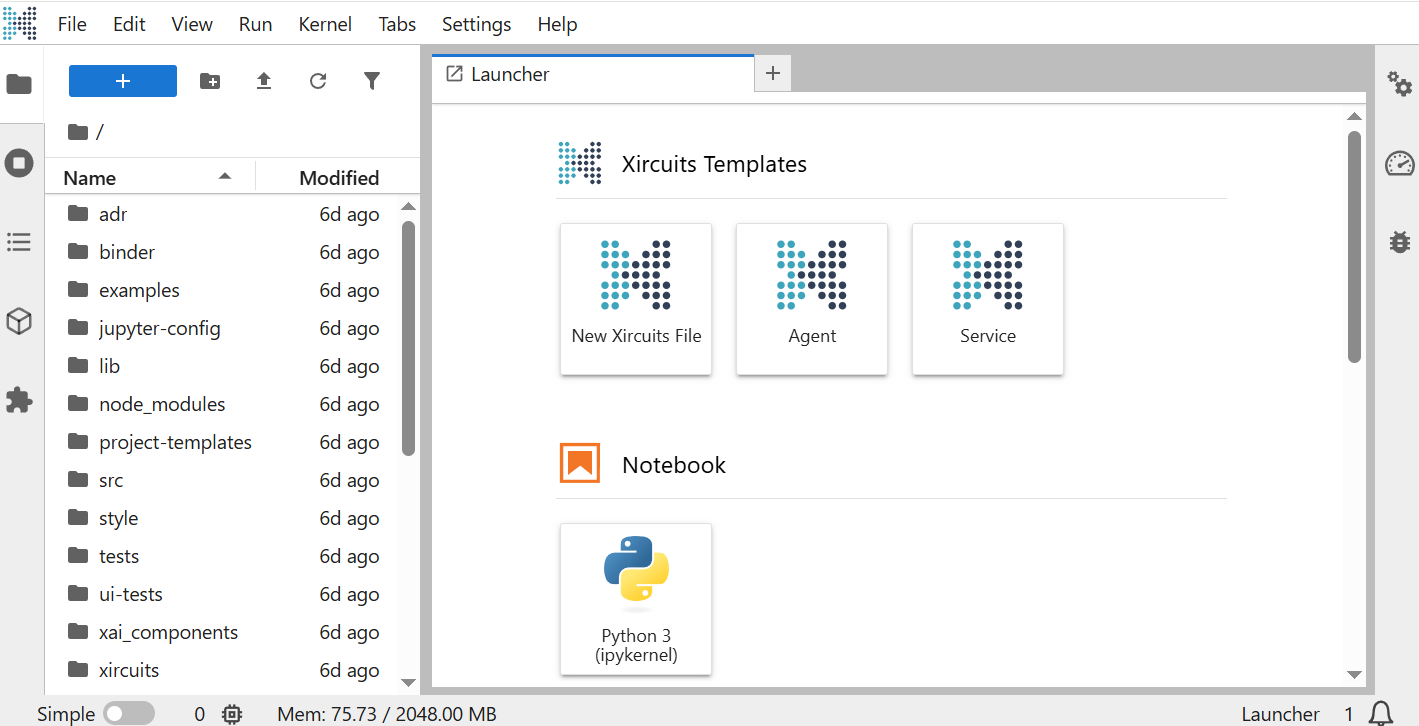 File Edit View Run Kernel Tabs Settings Help
+
Launcher
+
/
Name Modified
adr 6d ago
binder 6d ago
examples 6d ago
jupyter-config 6d ago
lib 6d ago
node_modules 6d ago
project-templates 6d ago
src 6d ago
style 6d ago
tests 6d ago
ui-tests 6d ago
xai_components 6d ago
xircuits 6d ago
Xircuits Templates
New Xircuits File
Agent
Service
Notebook
Python 3
(ipykernel)
Simple 0 Mem: 75.73 / 2048.00 MB Launcher 1